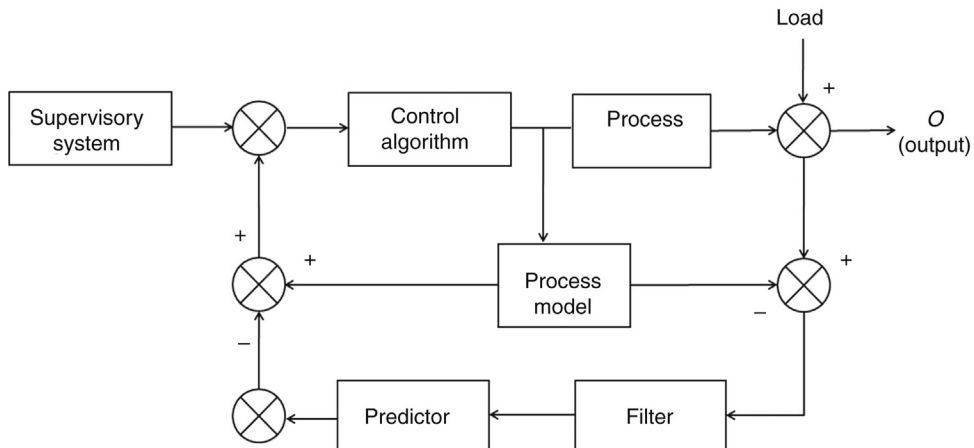 Load
+
Supervisory
system
Control
algorithm
Process
O
(output)
+
+
+
Process
model
–
–
Predictor
Filter